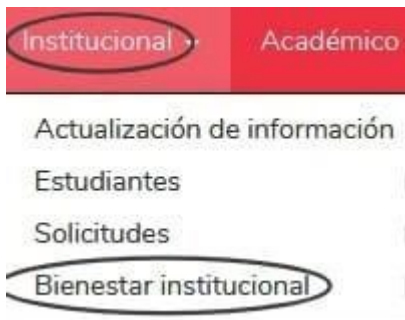 Institucional Académico
Actualización de información
Estudiantes
Solicitudes
Bienestar institucional